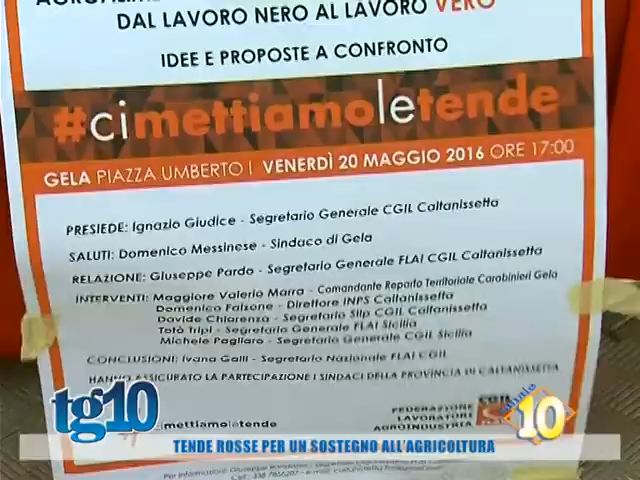 DAL LAVORO NERO AL LAVORO VERO
IDEE E PROPOSTE A CONFRONTO
#cimettiamoletende
GELA PIAZZA UMBERTO I VENERDÌ 20 MAGGIO 2016 ORE 17:00
PRESIEDE: Ignazio Giudice - Segretario Generale CGIL Caltanissetta
SALUTI: Domenico Messinese - Sindaco di Gela
RELAZIONE: Giuseppe Pardo - Segretario Generale FLAI CGIL Caltanissetta
INTERVENTI: Maggiore Valerio Marra - Comandante Reparto Territoriale Carabinieri Gela
Domenico Falzone - Direttore INPS Caltanissetta
Davide Chiarenza - Segretario Silp CGIL Caltanissetta
Totò Tripi - Segretario Generale FLAI Sicilia
Michele Pagliaro - Segretario Generale CGIL Sicilia
CONCLUSIONI: Ivana Galli - Segretario Nazionale FLAI CGIL
HANNO ASSICURATO LA PARTECIPAZIONE I SINDACI DELLA PROVINCIA DI CALTANISSETTA
tg10
mettiamoletende
FEDERAZIONE
LAVORATORI
AGROINDUSTRIA
CGIL
10
TENDE ROSSE PER UN SOSTEGNO ALL'AGRICOLTURA